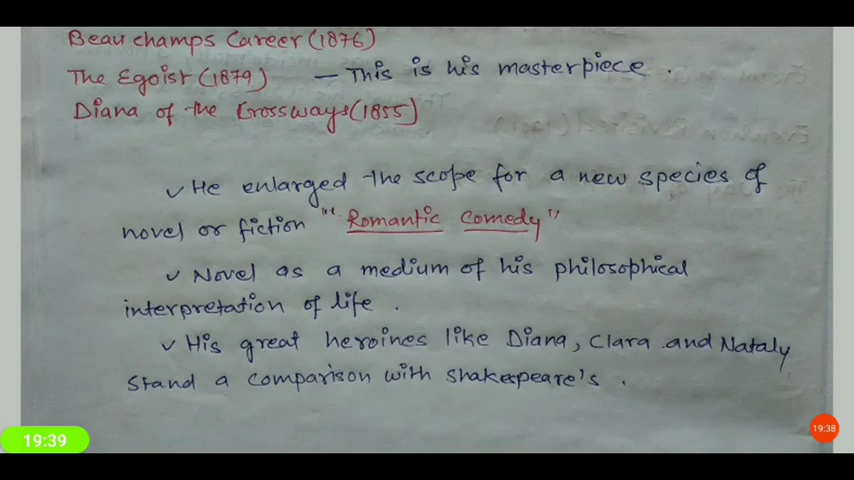 Beauchamps Career (1876)
The Egoist (1879) — This is his masterpiece.
Diana of the Crossways (1855)
✓ He enlarged the scope for a new species of
novel or fiction "Romantic Comedy"
✓ Novel as a medium of his philosophical
interpretation of life.
✓ His great heroines like Diana, Clara and Nataly
stand a comparison with Shakespeare's.
19:39
19:38